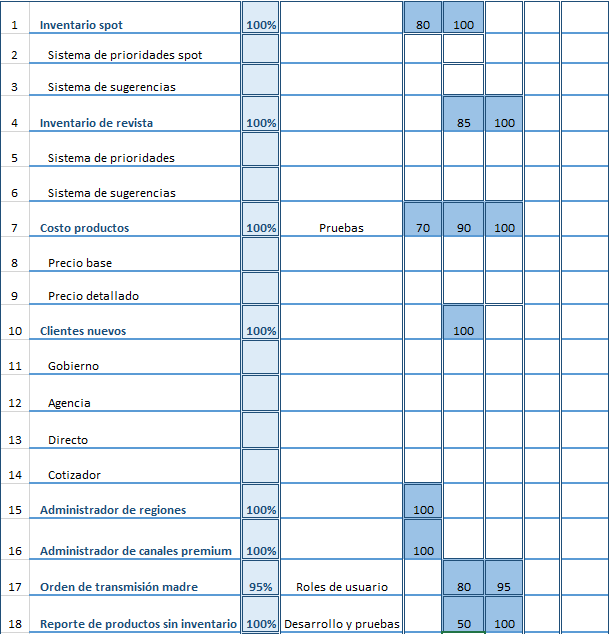 1 Inventario spot 100% 80 100
2 Sistema de prioridades spot
3 Sistema de sugerencias
4 Inventario de revista 100% 85 100
5 Sistema de prioridades
6 Sistema de sugerencias
7 Costo productos 100% Pruebas 70 90 100
8 Precio base
9 Precio detallado
10 Clientes nuevos 100% 100
11 Gobierno
12 Agencia
13 Directo
14 Cotizador
15 Administrador de regiones 100% 100
16 Administrador de canales premium 100% 100
17 Orden de transmisión madre 95% Roles de usuario 80 95
18 Reporte de productos sin inventario 100% Desarrollo y pruebas 50 100